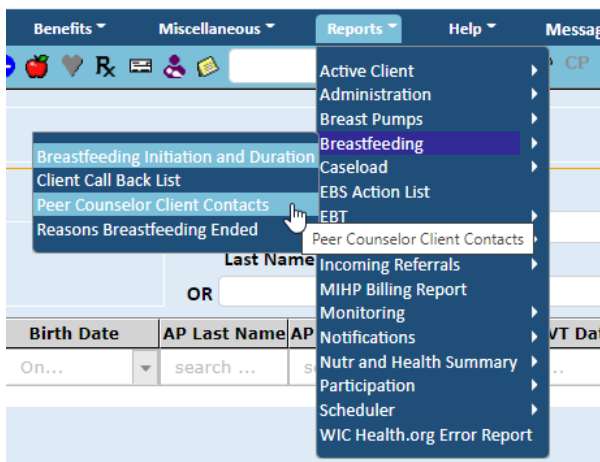 Benefits Miscellaneous Reports Help Messag
Rx CP
Active Client
Administration
Breast Pumps
Breastfeeding
Caseload
EBS Action List
EBT
Incoming Referrals
MIHP Billing Report
Monitoring
Notifications
Nutr and Health Summary
Participation
Scheduler
WIC Health.org Error Report
Breastfeeding Initiation and Duration
Client Call Back List
Peer Counselor Client Contacts
Reasons Breastfeeding Ended
Peer Counselor Client Contacts
Last Name
OR
Birth Date AP Last Name AP VT Dat
On... search ... s ..